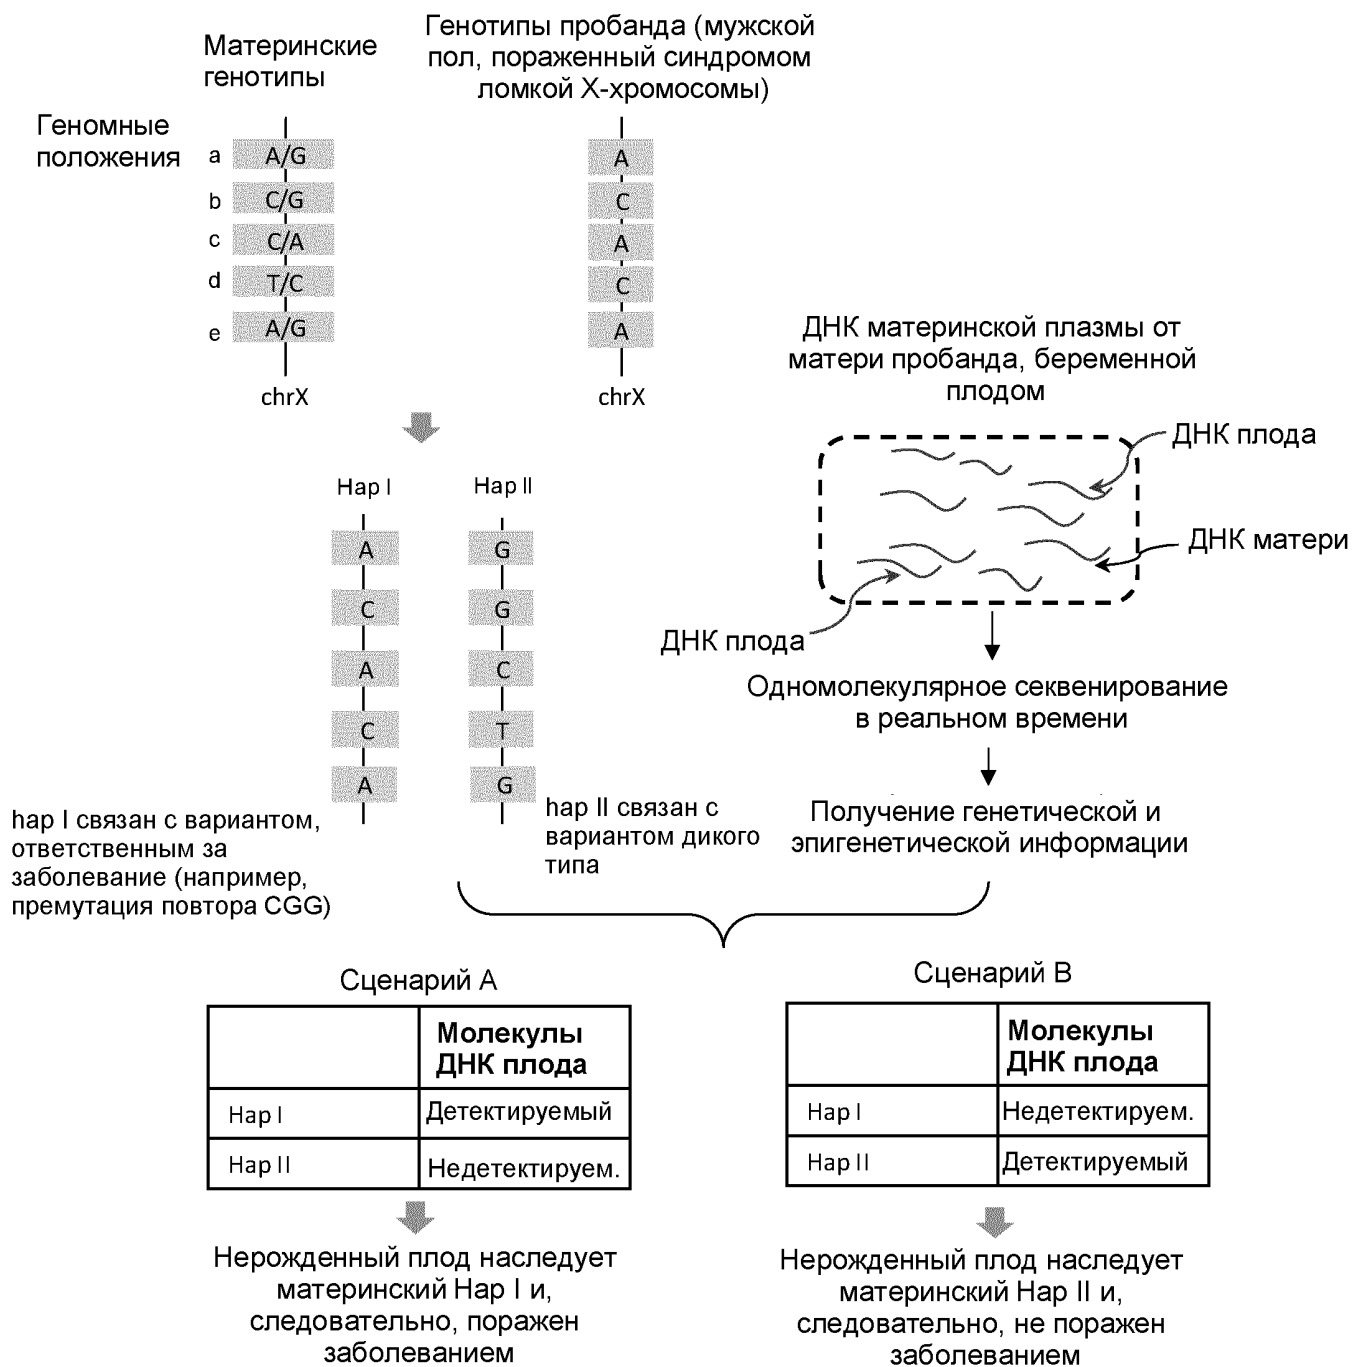 Материнские
генотипы
Генотипы пробанда (мужской
пол, пораженный синдромом
ломкой X-хромосомы)
Геномные
положения
a
A/G
A
b
C/G
C
c
C/A
A
d
T/C
C
e
A/G
A
chrX
chrX
ДНК материнской плазмы от
матери пробанда, беременной
плодом
ДНК плода
ДНК матери
ДНК плода
Одномолекулярное секвенирование
в реальном времени
Получение генетической и
эпигенетической информации
Hap I
Hap II
A
G
C
G
A
C
C
T
A
G
hap I связан с вариантом,
ответственным за
заболевание (например,
премутация повтора CGG)
hap II связан с
вариантом дикого
типа
Сценарий A
Молекулы
ДНК плода
Hap I
Детектируемый
Hap II
Недетектируем.
Нерожденный плод наследует
материнский Hap I и,
следовательно, поражен
заболеванием
Сценарий B
Молекулы
ДНК плода
Hap I
Недетектируем.
Hap II
Детектируемый
Нерожденный плод наследует
материнский Hap II и,
следовательно, не поражен
заболеванием